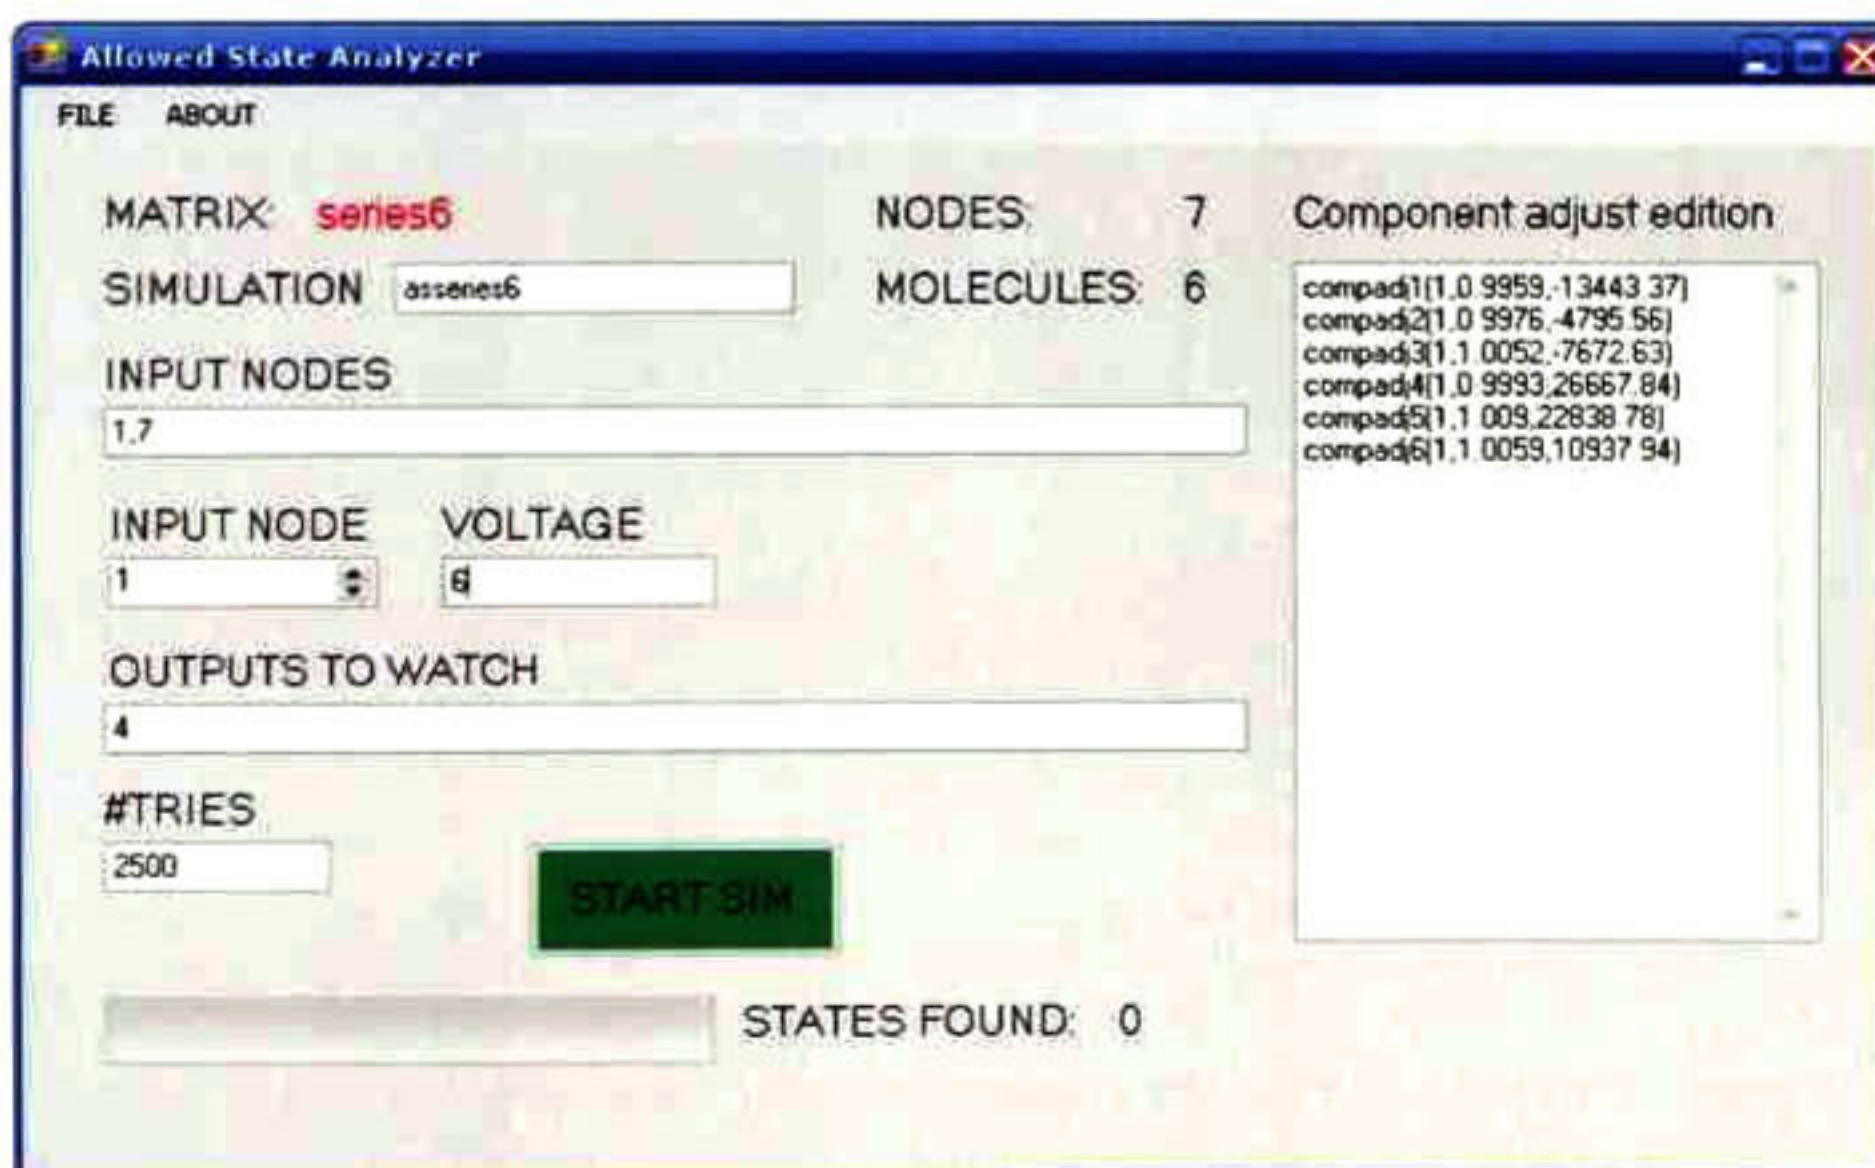 Allowed State Analyzer
FILE ABOUT
MATRIX: series6
NODES: 7
SIMULATION asseries6
MOLECULES: 6
INPUT NODES
1,7
INPUT NODE VOLTAGE
1 6
OUTPUTS TO WATCH
4
#TRIES
2500
START SIM
STATES FOUND: 0
Component adjust edition
compadj1(1,0.9959,-13443.37)
compadj2(1,0.9976,-4795.56)
compadj3(1,1.0052,-7672.63)
compadj4(1,0.9993,26667.84)
compadj5(1,1.009,22838.78)
compadj6(1,1.0059,10937.94)